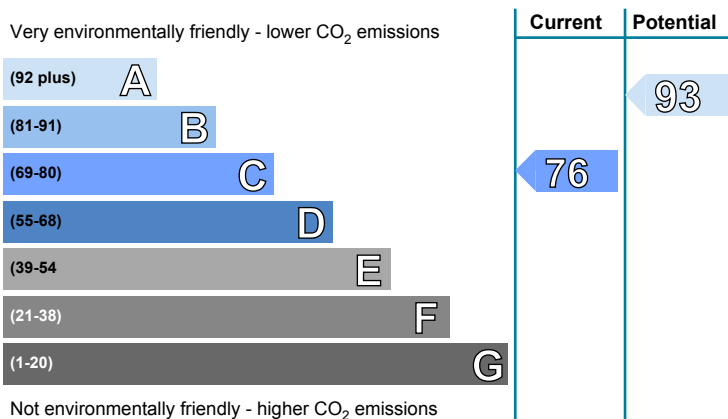 Very environmentally friendly - lower CO2 emissions
Current
Potential
(92 plus) A
(81-91) B
(69-80) C
(55-68) D
(39-54 E
(21-38) F
(1-20) G
76
93
Not environmentally friendly - higher CO2 emissions